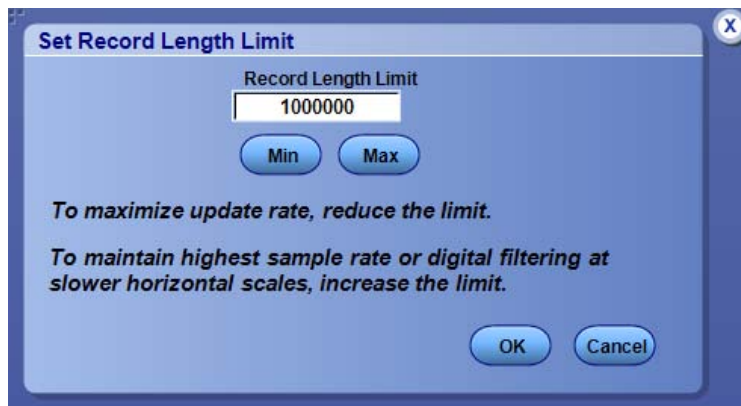 Set Record Length Limit
X
Record Length Limit
1000000
Min Max
To maximize update rate, reduce the limit.
To maintain highest sample rate or digital filtering at
slower horizontal scales, increase the limit.
OK Cancel